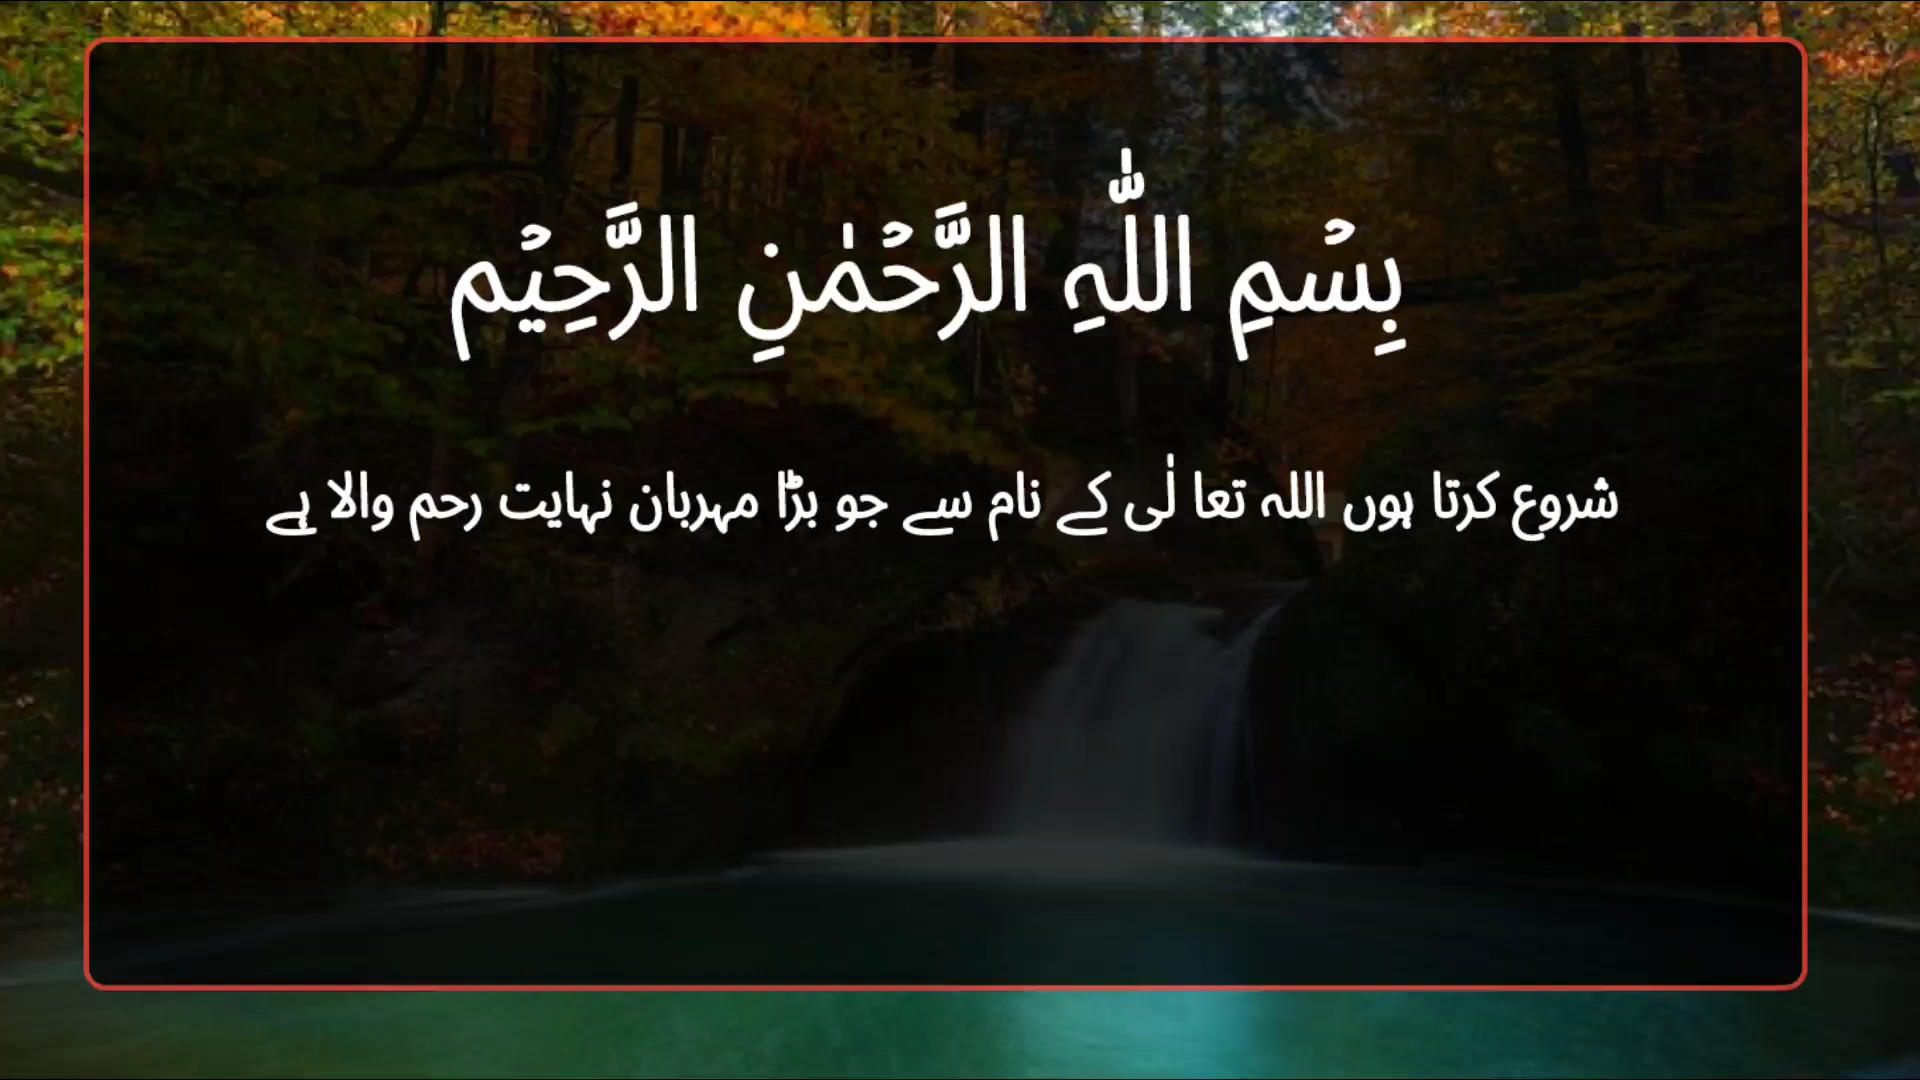 بِسۡمِ اللّٰہِ الرَّحۡمٰنِ الرَّحِیۡم
شروع کرتا ہوں اللہ تعا لٰی کے نام سے جو بڑا مہربان نہایت رحم والا ہے